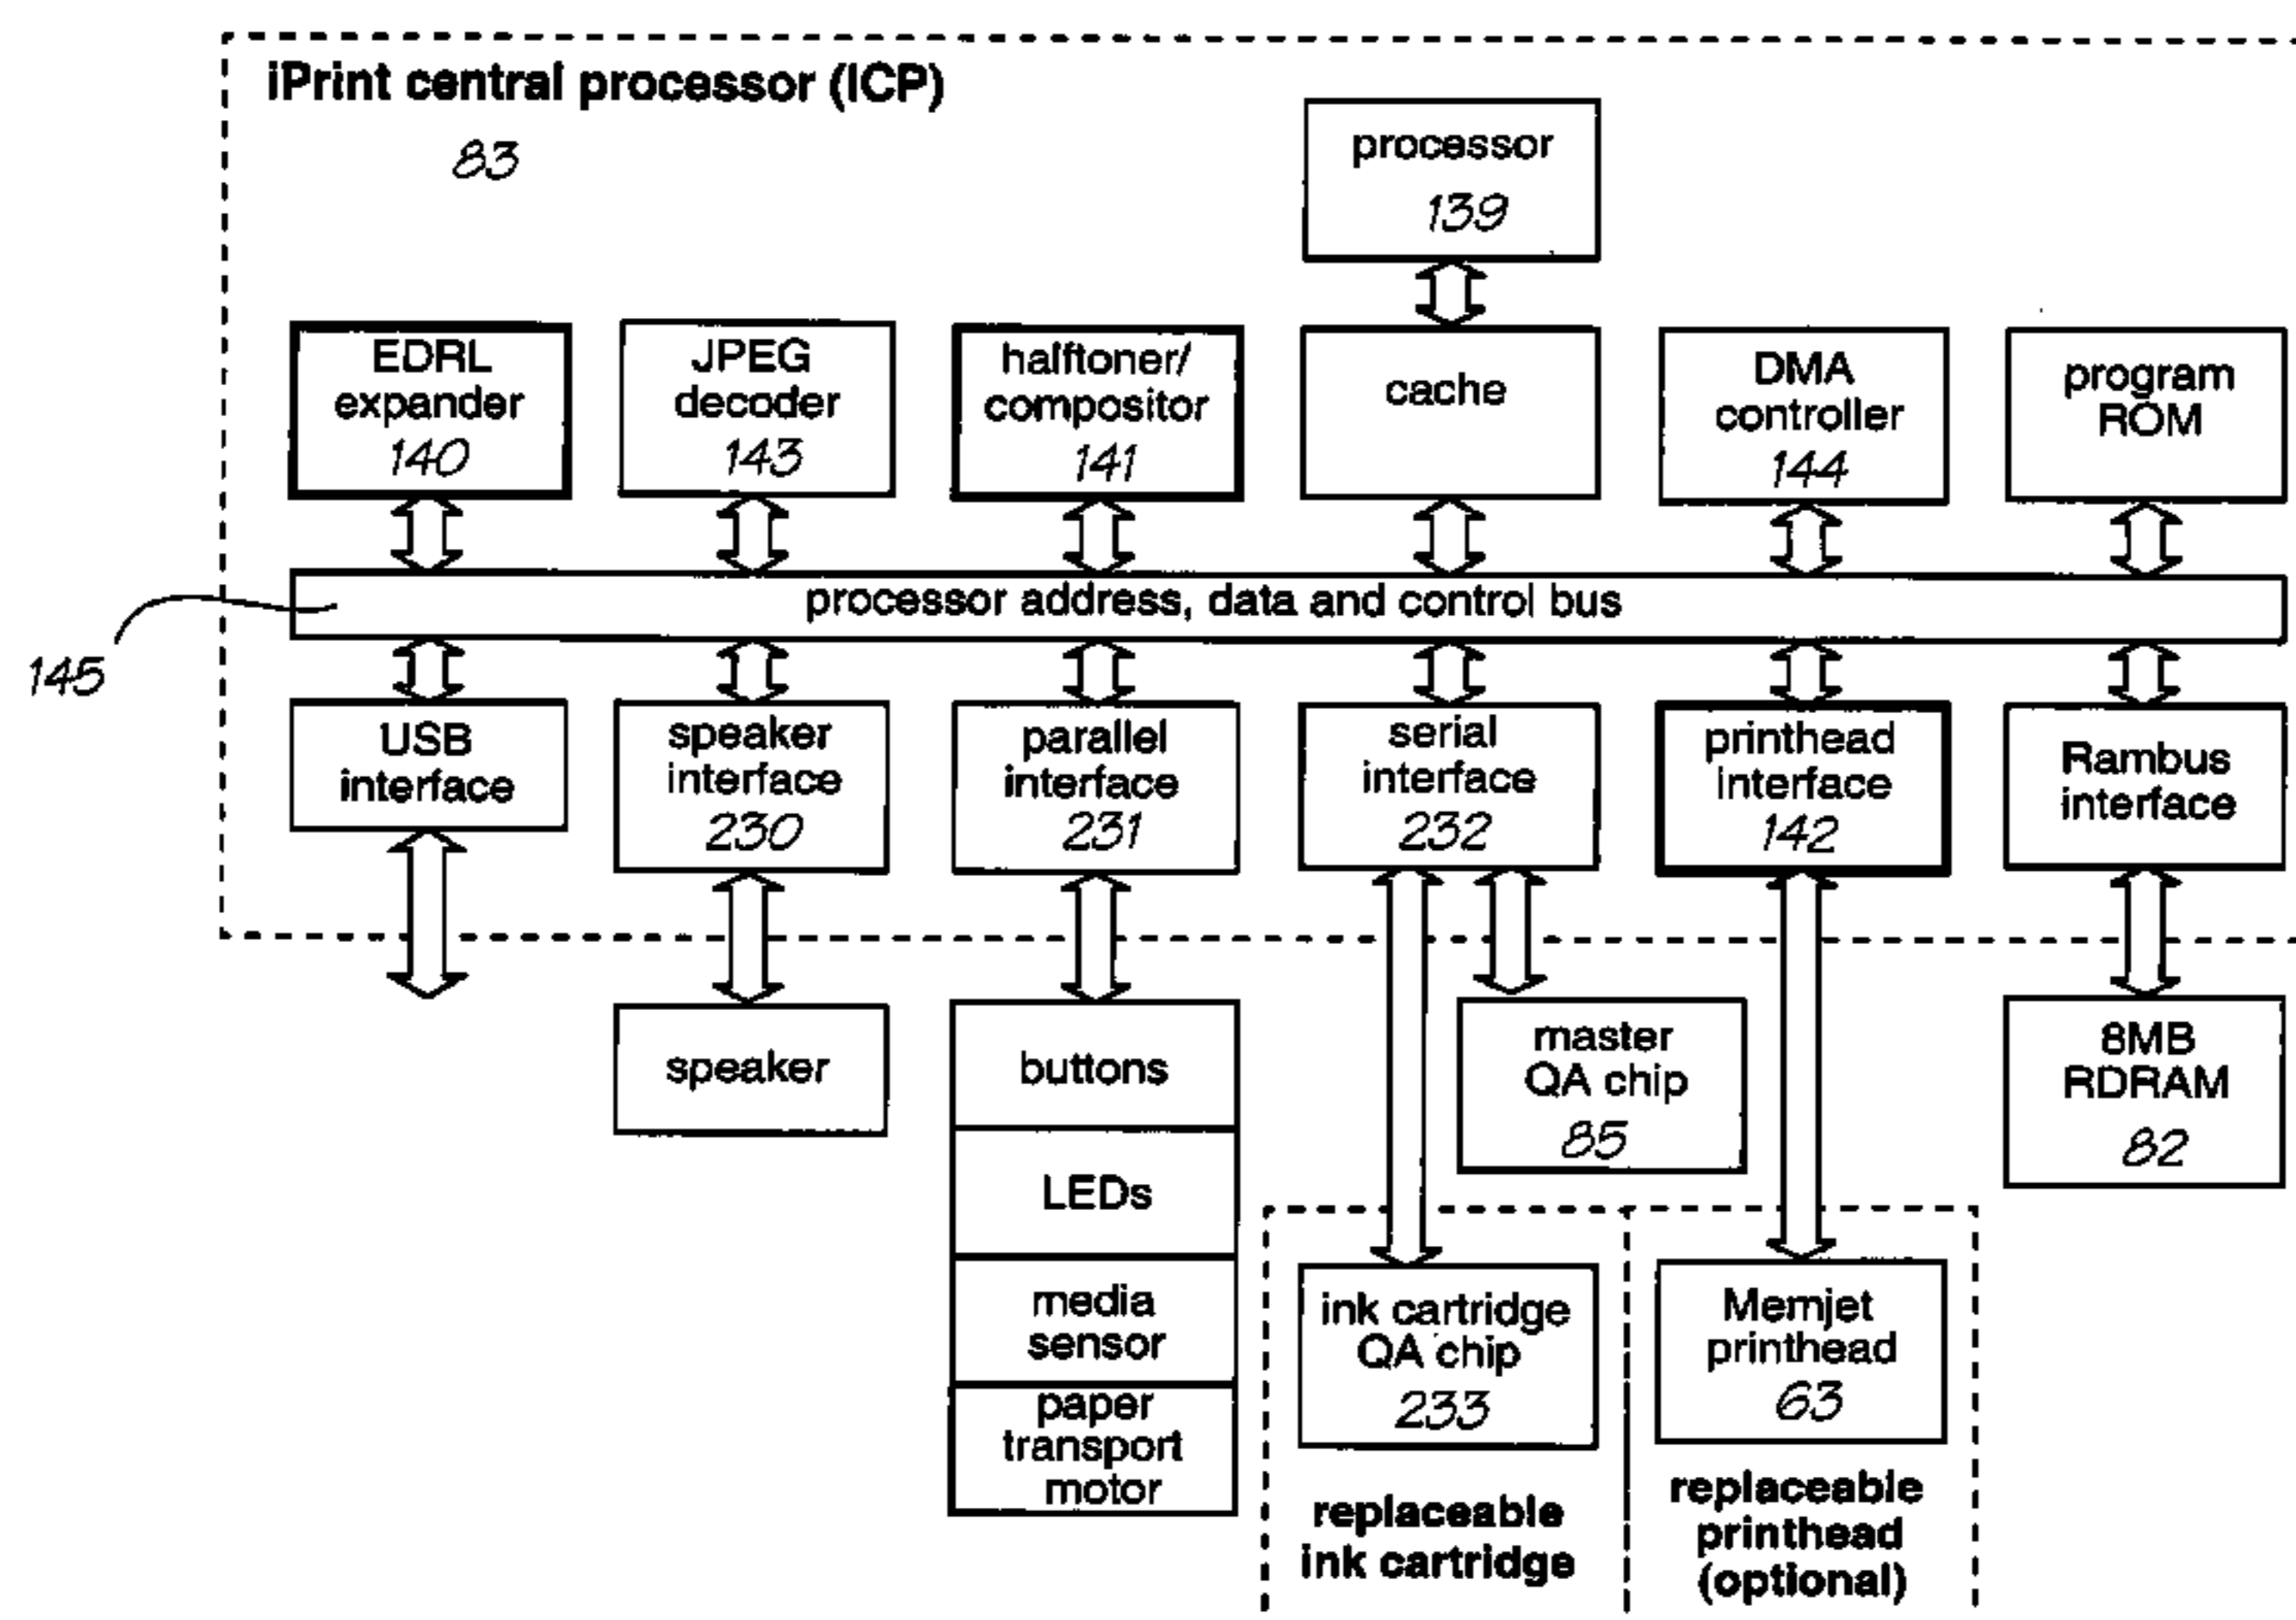 iPrint central processor (ICP)
83
processor
139
EDRL
expander
140
JPEG
decoder
143
halftoner/
compositor
141
cache
DMA
controller
144
program
ROM
processor address, data and control bus
145
USB
interface
speaker
interface
230
parallel
interface
231
serial
interface
232
printhead
interface
142
Rambus
interface
speaker
buttons
LEDs
media
sensor
paper
transport
motor
master
QA chip
85
8MB
RDRAM
82
ink cartridge
QA chip
233
replaceable
ink cartridge
Memjet
printhead
63
replaceable
printhead
(optional)